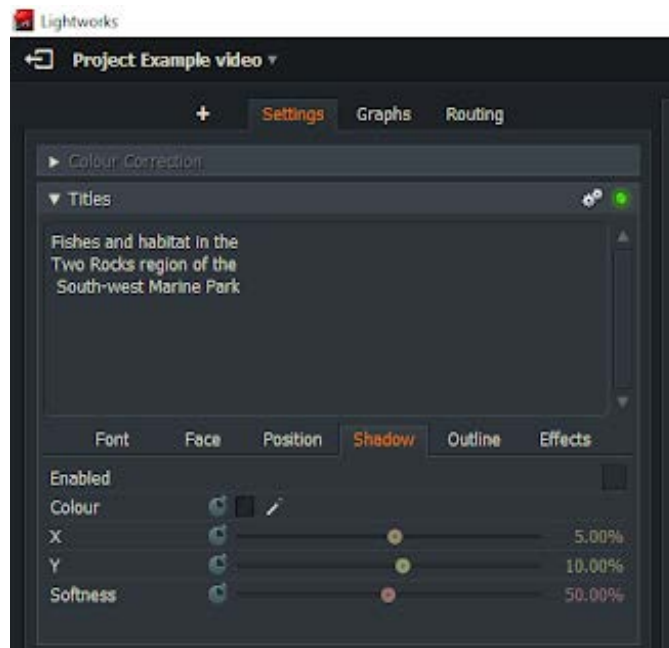 Lightworks
Project Example video
+ Settings Graphs Routing
Colour Correction
Titles
Fishes and habitat in the
Two Rocks region of the
South-west Marine Park
Font Face Position Shadow Outline Effects
Enabled
Colour
X 5.00%
Y 10.00%
Softness 50.00%